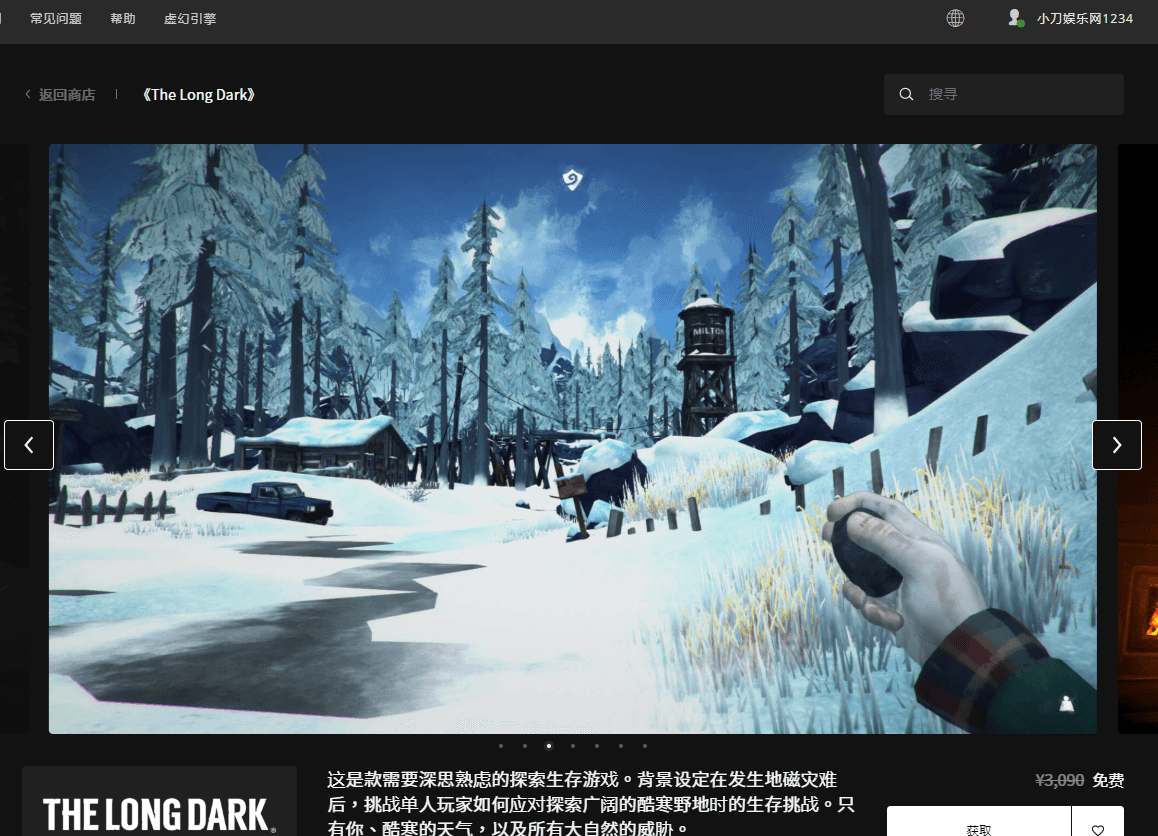 常见问题 帮助 虚幻引擎 小刀娱乐网1234
返回商店 《The Long Dark》 搜寻
MILTON
这是款需要深思熟虑的探索生存游戏。背景设定在发生地磁灾难
后，挑战单人玩家如何应对探索广阔的酷寒野地时的生存挑战。只
有你、酷寒的天气，以及所有大自然的威胁。
THE LONG DARK®
¥3,090 免费
获取